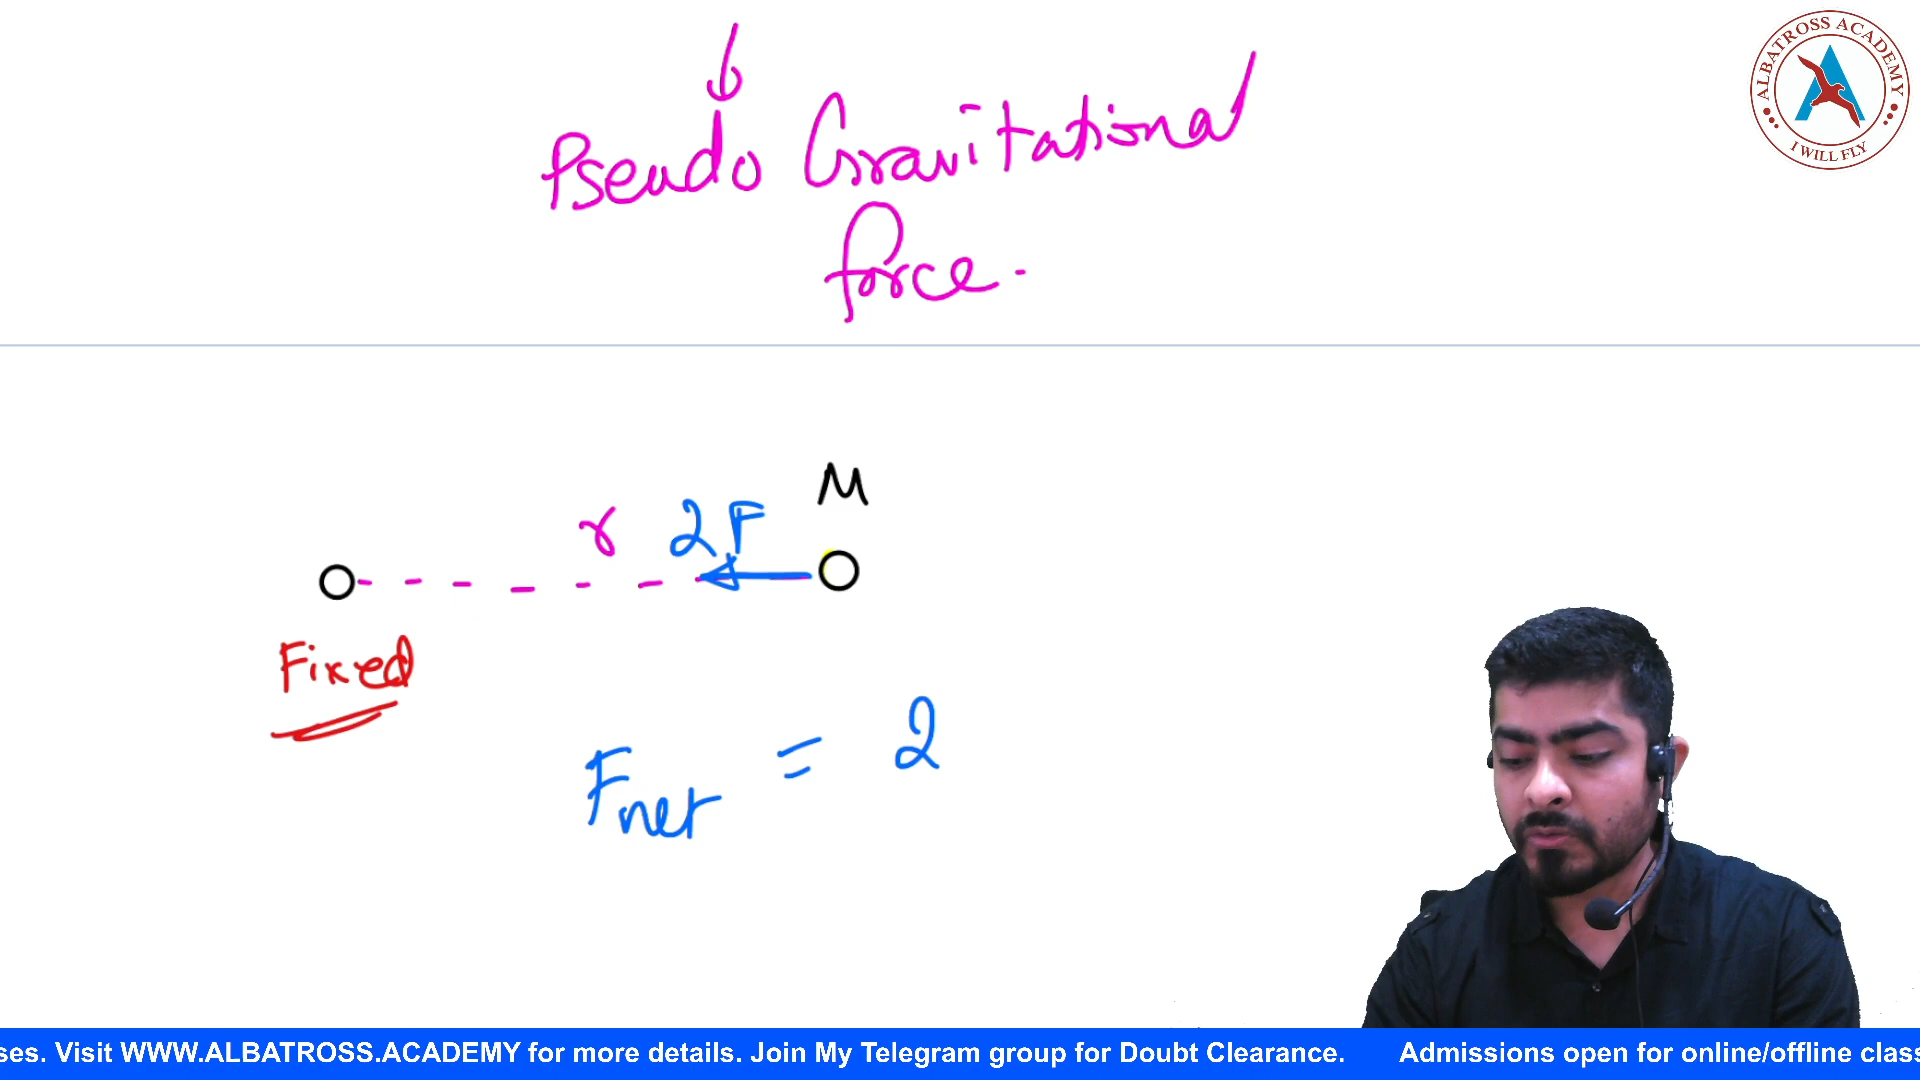 ALBATROSS ACADEMY
I WILL FLY
Pseudo Gravitational
force.
M
r 2F
Fixed
Fnet = 2
ses. Visit WWW.ALBATROSS.ACADEMY for more details. Join My Telegram group for Doubt Clearance. Admissions open for online/offline clas